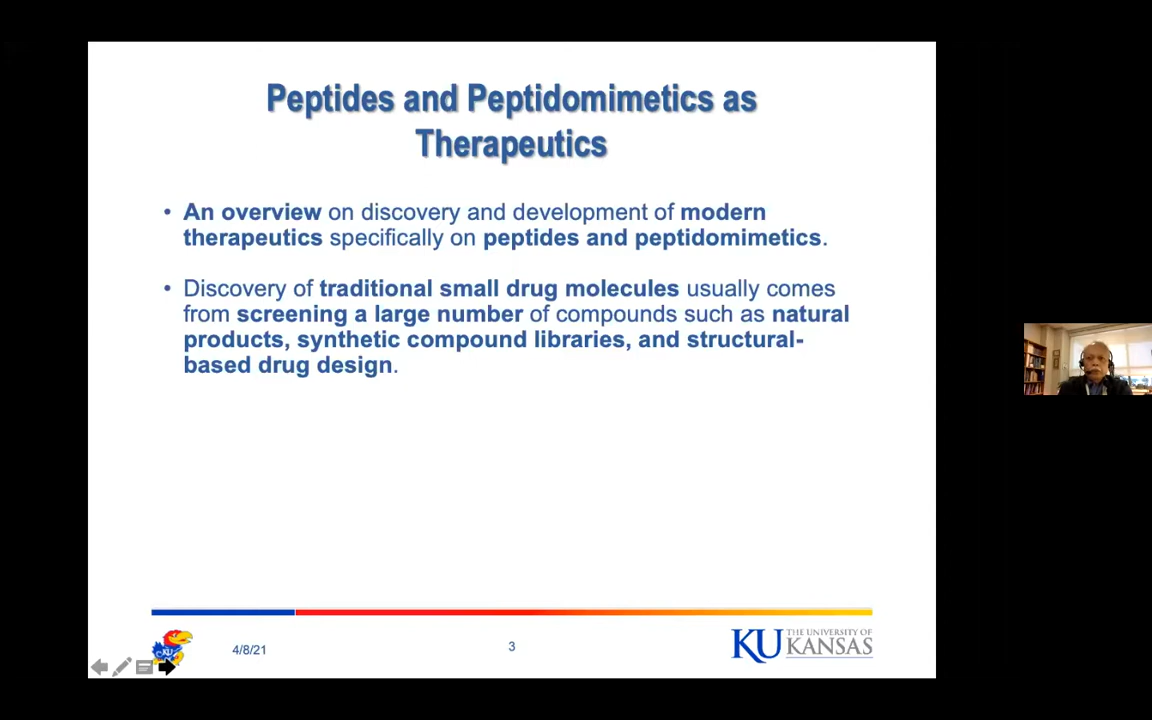 Peptides and Peptidomimetics as
Therapeutics
• An overview on discovery and development of modern
therapeutics specifically on peptides and peptidomimetics.
• Discovery of traditional small drug molecules usually comes
from screening a large number of compounds such as natural
products, synthetic compound libraries, and structural-
based drug design.
KU
4/8/21
3
KU THE UNIVERSITY OF
KANSAS